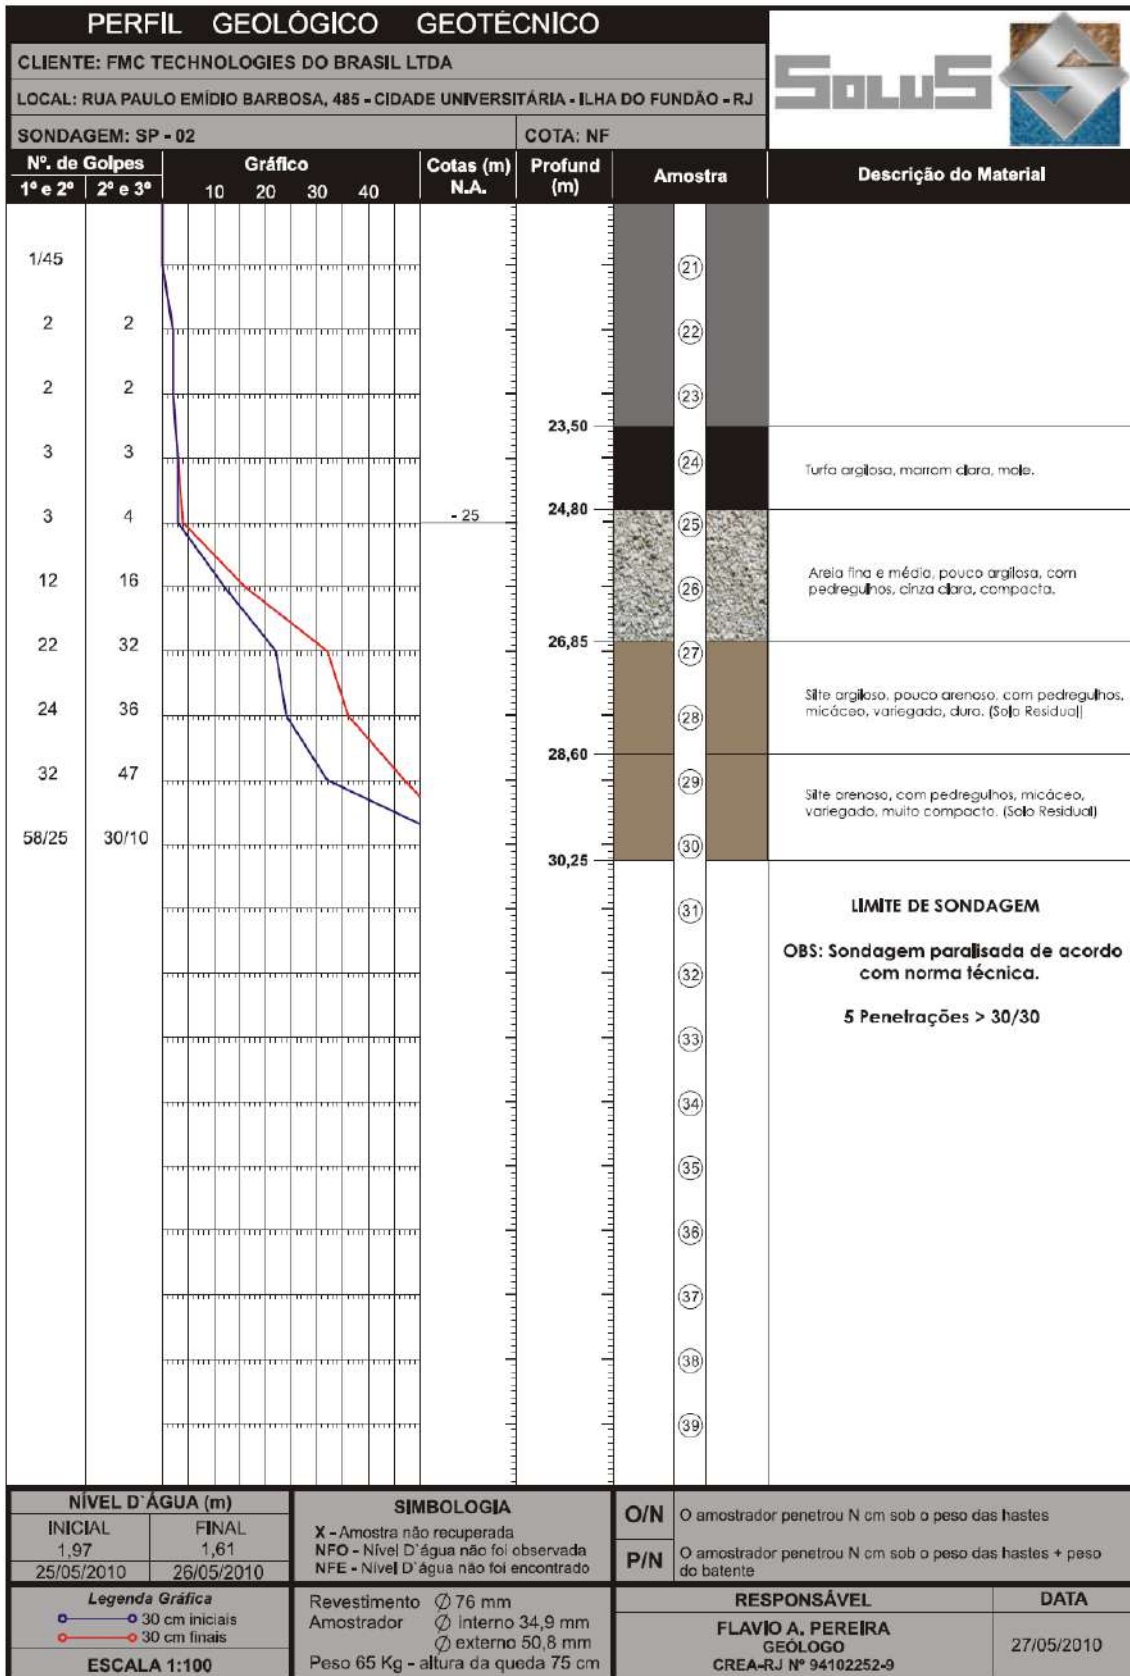 PERFIL GEOLÓGICO GEOTÉCNICO
CLIENTE: FMC TECHNOLOGIES DO BRASIL LTDA
LOCAL: RUA PAULO EMÍDIO BARBOSA, 485 - CIDADE UNIVERSITÁRIA - ILHA DO FUNDÃO - RJ
SONDAGEM: SP - 02 COTA: NF
SOLUS
Nº. de Golpes Gráfico Cotas (m) Profund Amostra Descrição do Material
1º e 2º 2º e 3º 10 20 30 40 N.A. (m)
1/45 21
2 2 22
2 2 23
23,50
3 3 24 Turfa argilosa, marrom clara, mole.
24,80
3 4 - 25 25
Areia fina e média, pouco argilosa, com
12 16 26 pedregulhos, cinza clara, compacta.
26,85
22 32 27
Silte argiloso, pouco arenoso, com pedregulhos,
24 36 28 micáceo, variegado, duro. (Solo Residual)
28,60
32 47 29
Silte arenoso, com pedregulhos, micáceo,
variegado, muito compacto. (Solo Residual)
58/25 30/10 30
30,25
31 LIMITE DE SONDAGEM
OBS: Sondagem paralisada de acordo
32 com norma técnica.
5 Penetrações > 30/30
33
34
35
36
37
38
39
NÍVEL D`ÁGUA (m)
INICIAL FINAL
1,97 1,61
25/05/2010 26/05/2010
SIMBOLOGIA
X - Amostra não recuperada
NFO - Nível D`água não foi observada
NFE - Nível D`água não foi encontrado
O/N O amostrador penetrou N cm sob o peso das hastes
P/N O amostrador penetrou N cm sob o peso das hastes + peso
do batente
Legenda Gráfica
30 cm iniciais
30 cm finais
ESCALA 1:100
Revestimento Ø 76 mm
Amostrador Ø interno 34,9 mm
Ø externo 50,8 mm
Peso 65 Kg - altura da queda 75 cm
RESPONSÁVEL DATA
FLAVIO A. PEREIRA
GEÓLOGO
CREA-RJ Nº 94102252-9
27/05/2010